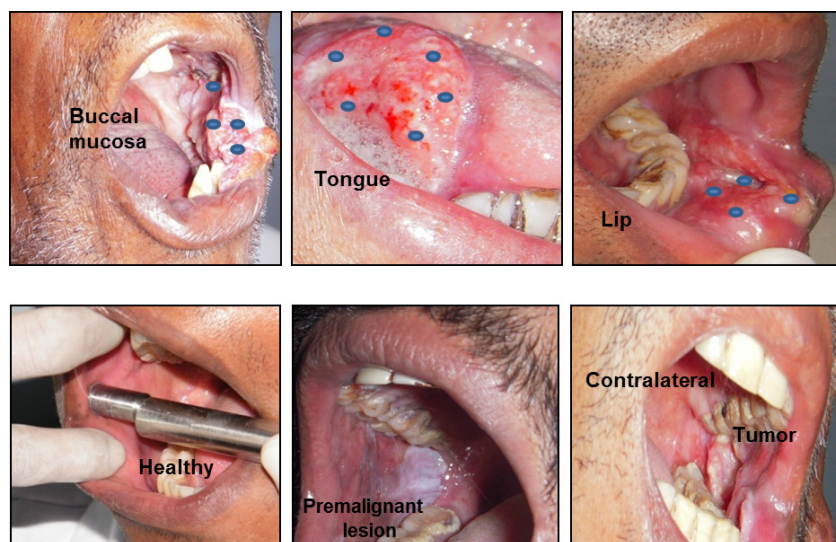 Buccal
mucosa
Tongue
Lip
Healthy
Premalignant
lesion
Contralateral
Tumor